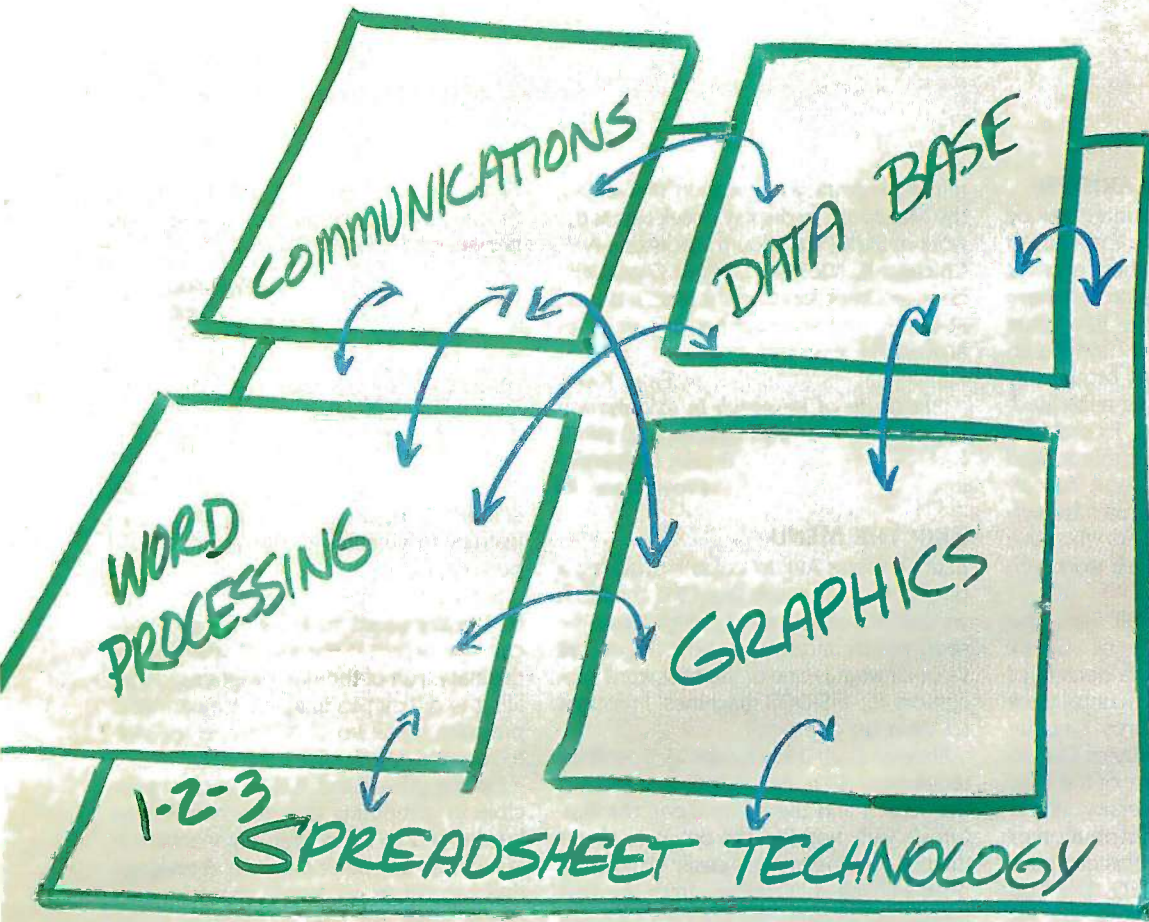 COMMUNICATIONS
DATA BASE
WORD
PROCESSING
GRAPHICS
1-2-3
SPREADSHEET TECHNOLOGY